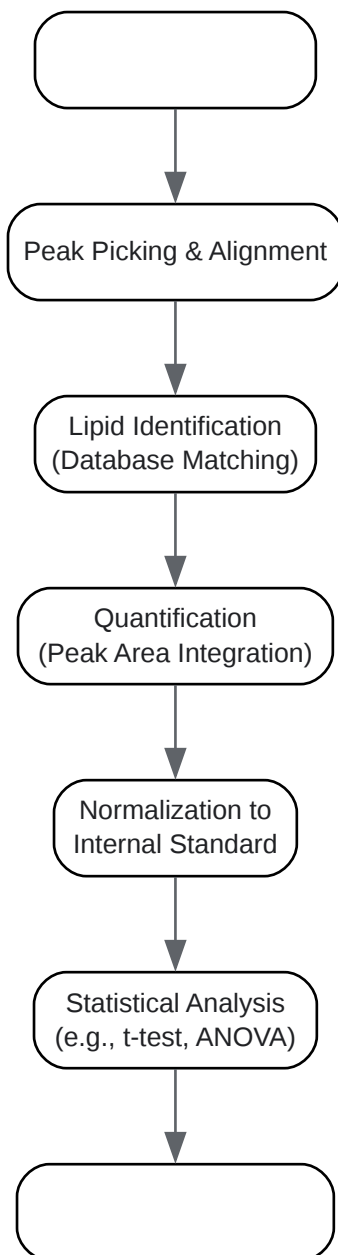 Peak Picking & Alignment
Lipid Identification
(Database Matching)
Quantification
(Peak Area Integration)
Normalization to
Internal Standard
Statistical Analysis
(e.g., t-test, ANOVA)